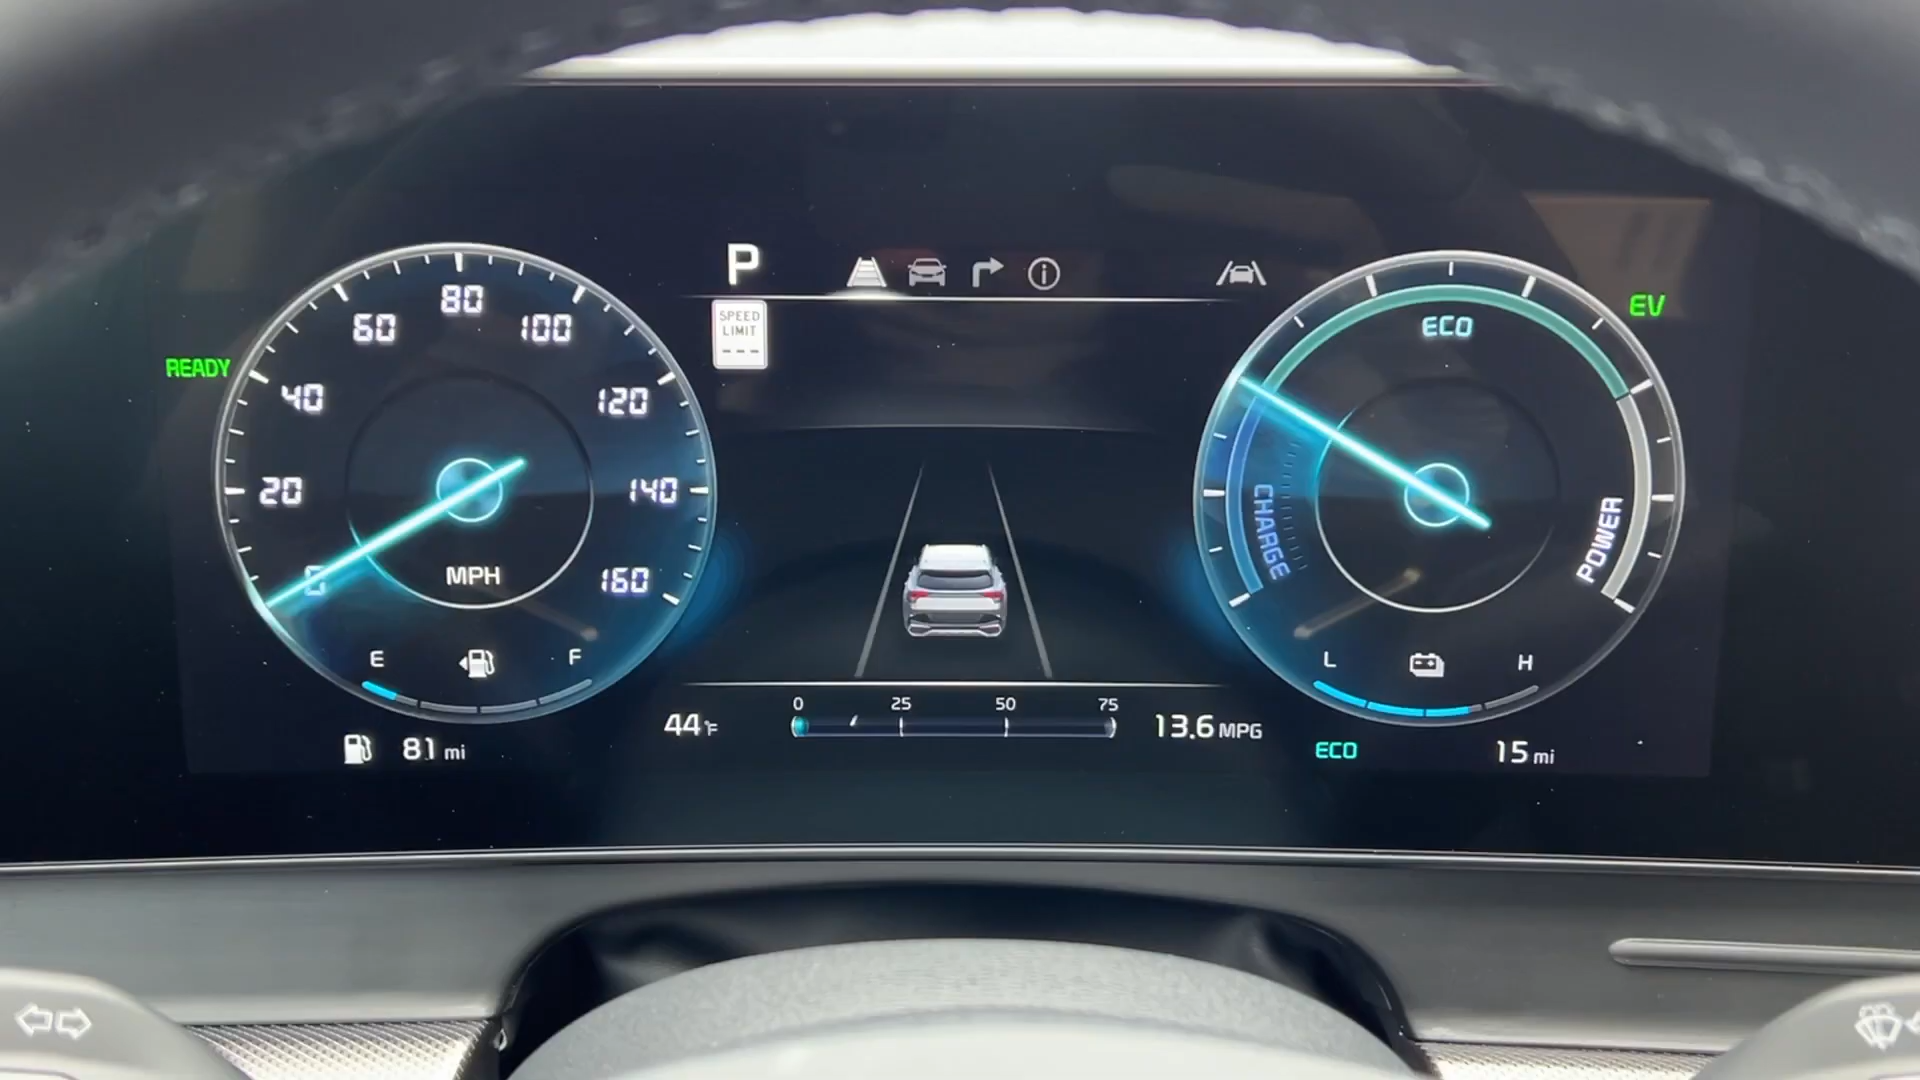 READY
0
20
40
60
80
100
120
140
160
MPH
E
F
81 mi
P
SPEED
LIMIT
---
44°F
0 25 50 75
13.6 MPG
ECO
CHARGE
POWER
EV
L
H
ECO
15 mi